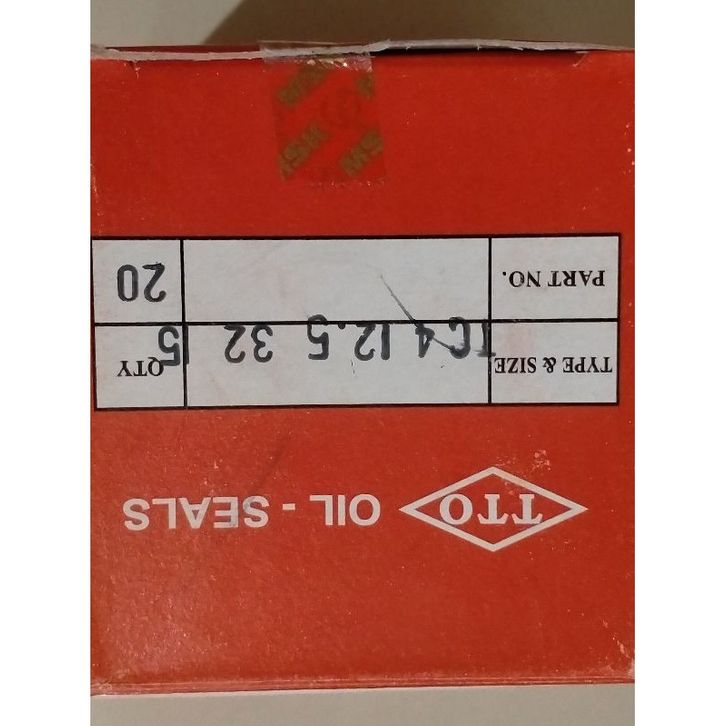 TTO OIL - SEALS
TYPE & SIZE TC4 12.5 32 15 QTY
PART NO. 20